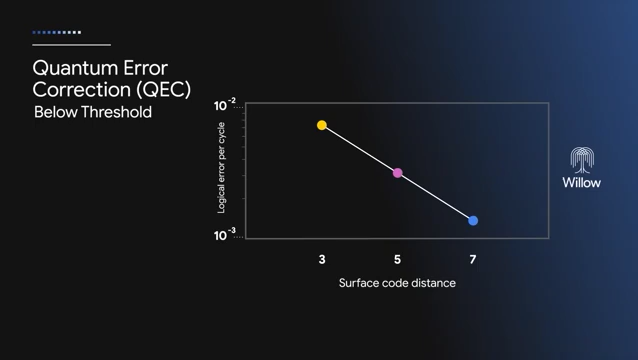 Quantum Error
Correction (QEC)
Below Threshold
10-2
Logical error per cycle
10-3
3 5 7
Surface code distance
Willow